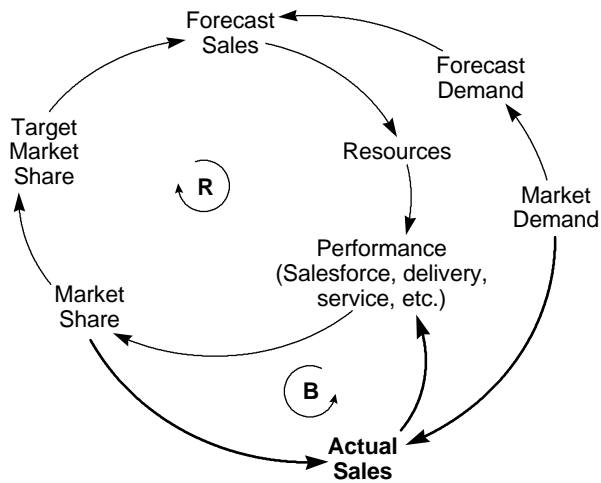 Forecast
Sales
Forecast
Demand
Target
Market
Share
Resources
R
Market
Demand
Performance
(Salesforce, delivery,
service, etc.)
Market
Share
B
Actual
Sales